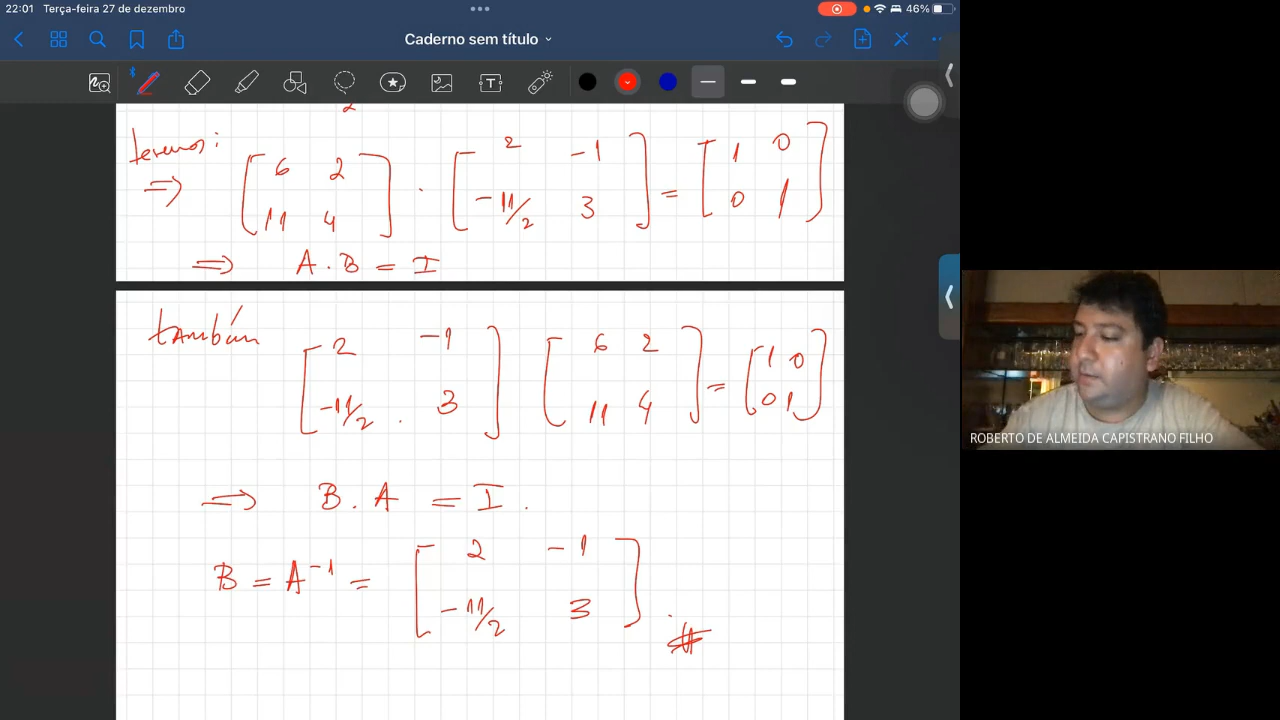 22:01 Terça-feira 27 de dezembro
46%
Caderno sem título
2
teremos:
⇒ [6 2; 11 4] · [2 -1; -11/2 3] = [1 0; 0 1]
⇒ A . B = I
também [2 -1; -11/2 3] [6 2; 11 4] = [1 0; 0 1]
⇒ B . A = I .
B = A⁻¹ = [2 -1; -11/2 3] . #
ROBERTO DE ALMEIDA CAPISTRANO FILHO